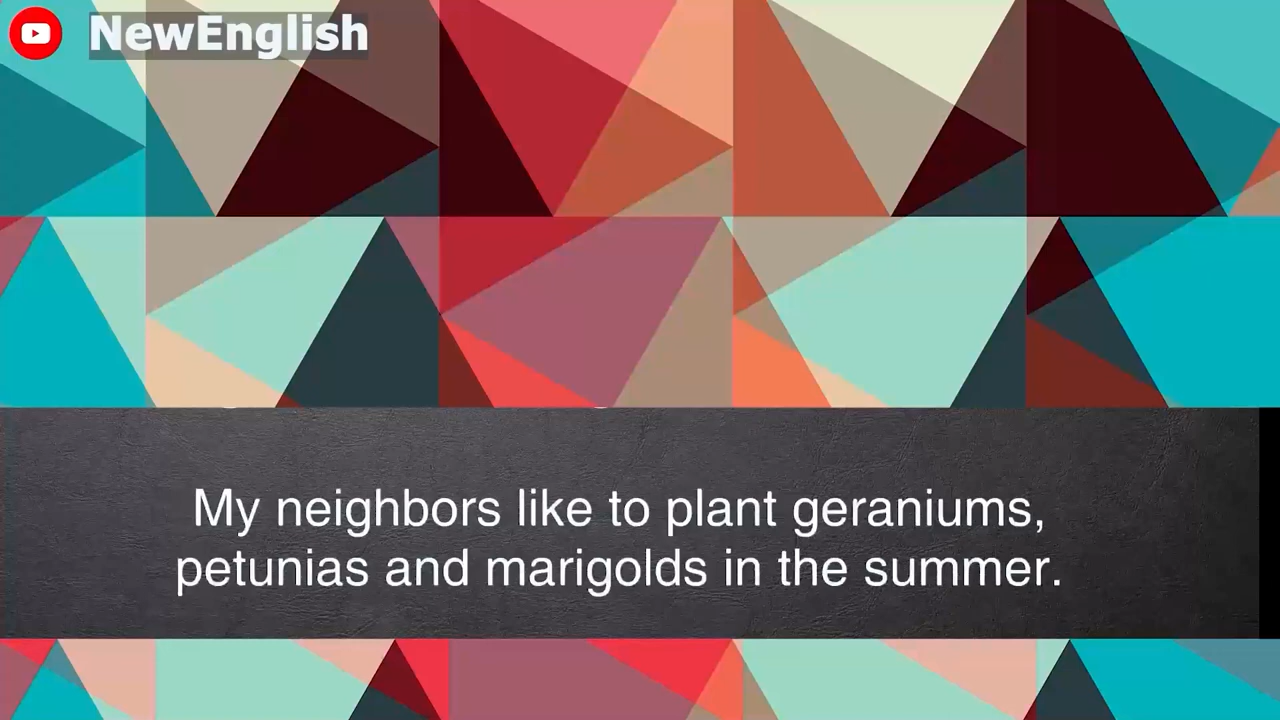 NewEnglish
My neighbors like to plant geraniums,
petunias and marigolds in the summer.